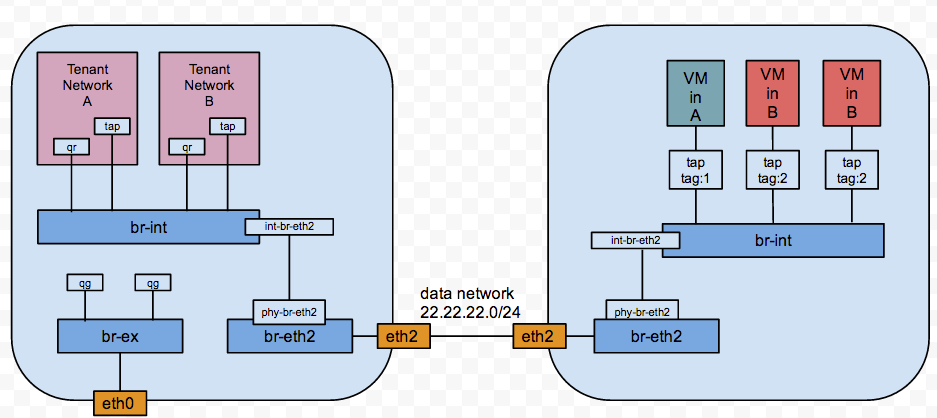 Tenant
Network
A
tap
qr
Tenant
Network
B
tap
qr
br-int
int-br-eth2
qg
qg
br-ex
eth0
phy-br-eth2
br-eth2
eth2
data network
22.22.22.0/24
eth2
VM
in
A
VM
in
B
VM
in
B
tap
tag:1
tap
tag:2
tap
tag:2
int-br-eth2
br-int
phy-br-eth2
br-eth2